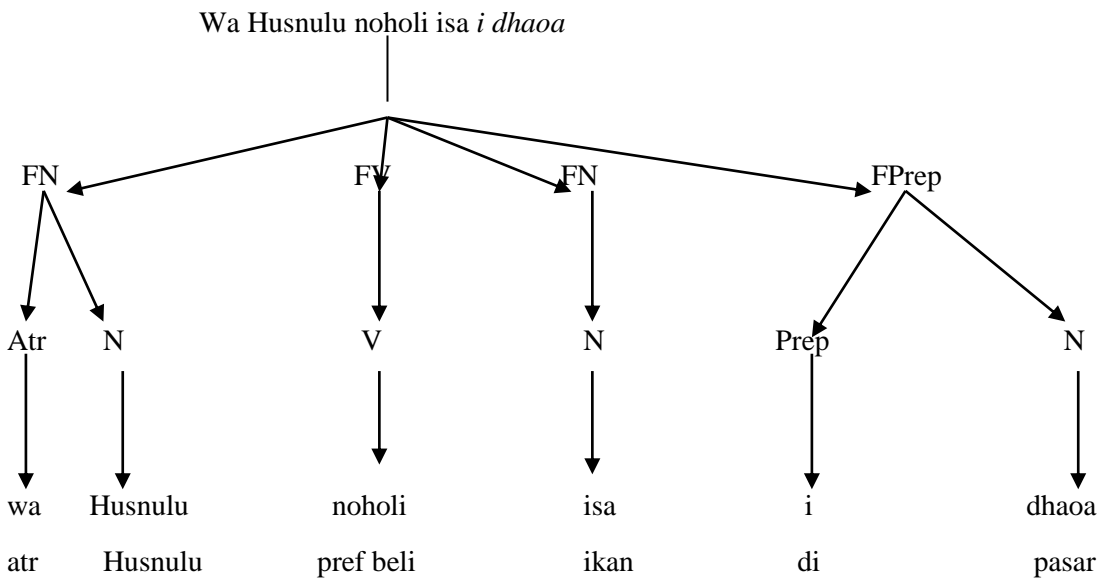 Wa Husnulu noholi isa i dhaoa
FN FV FN FPrep
Atr N V N Prep N
wa Husnulu noholi isa i dhaoa
atr Husnulu pref beli ikan di pasar